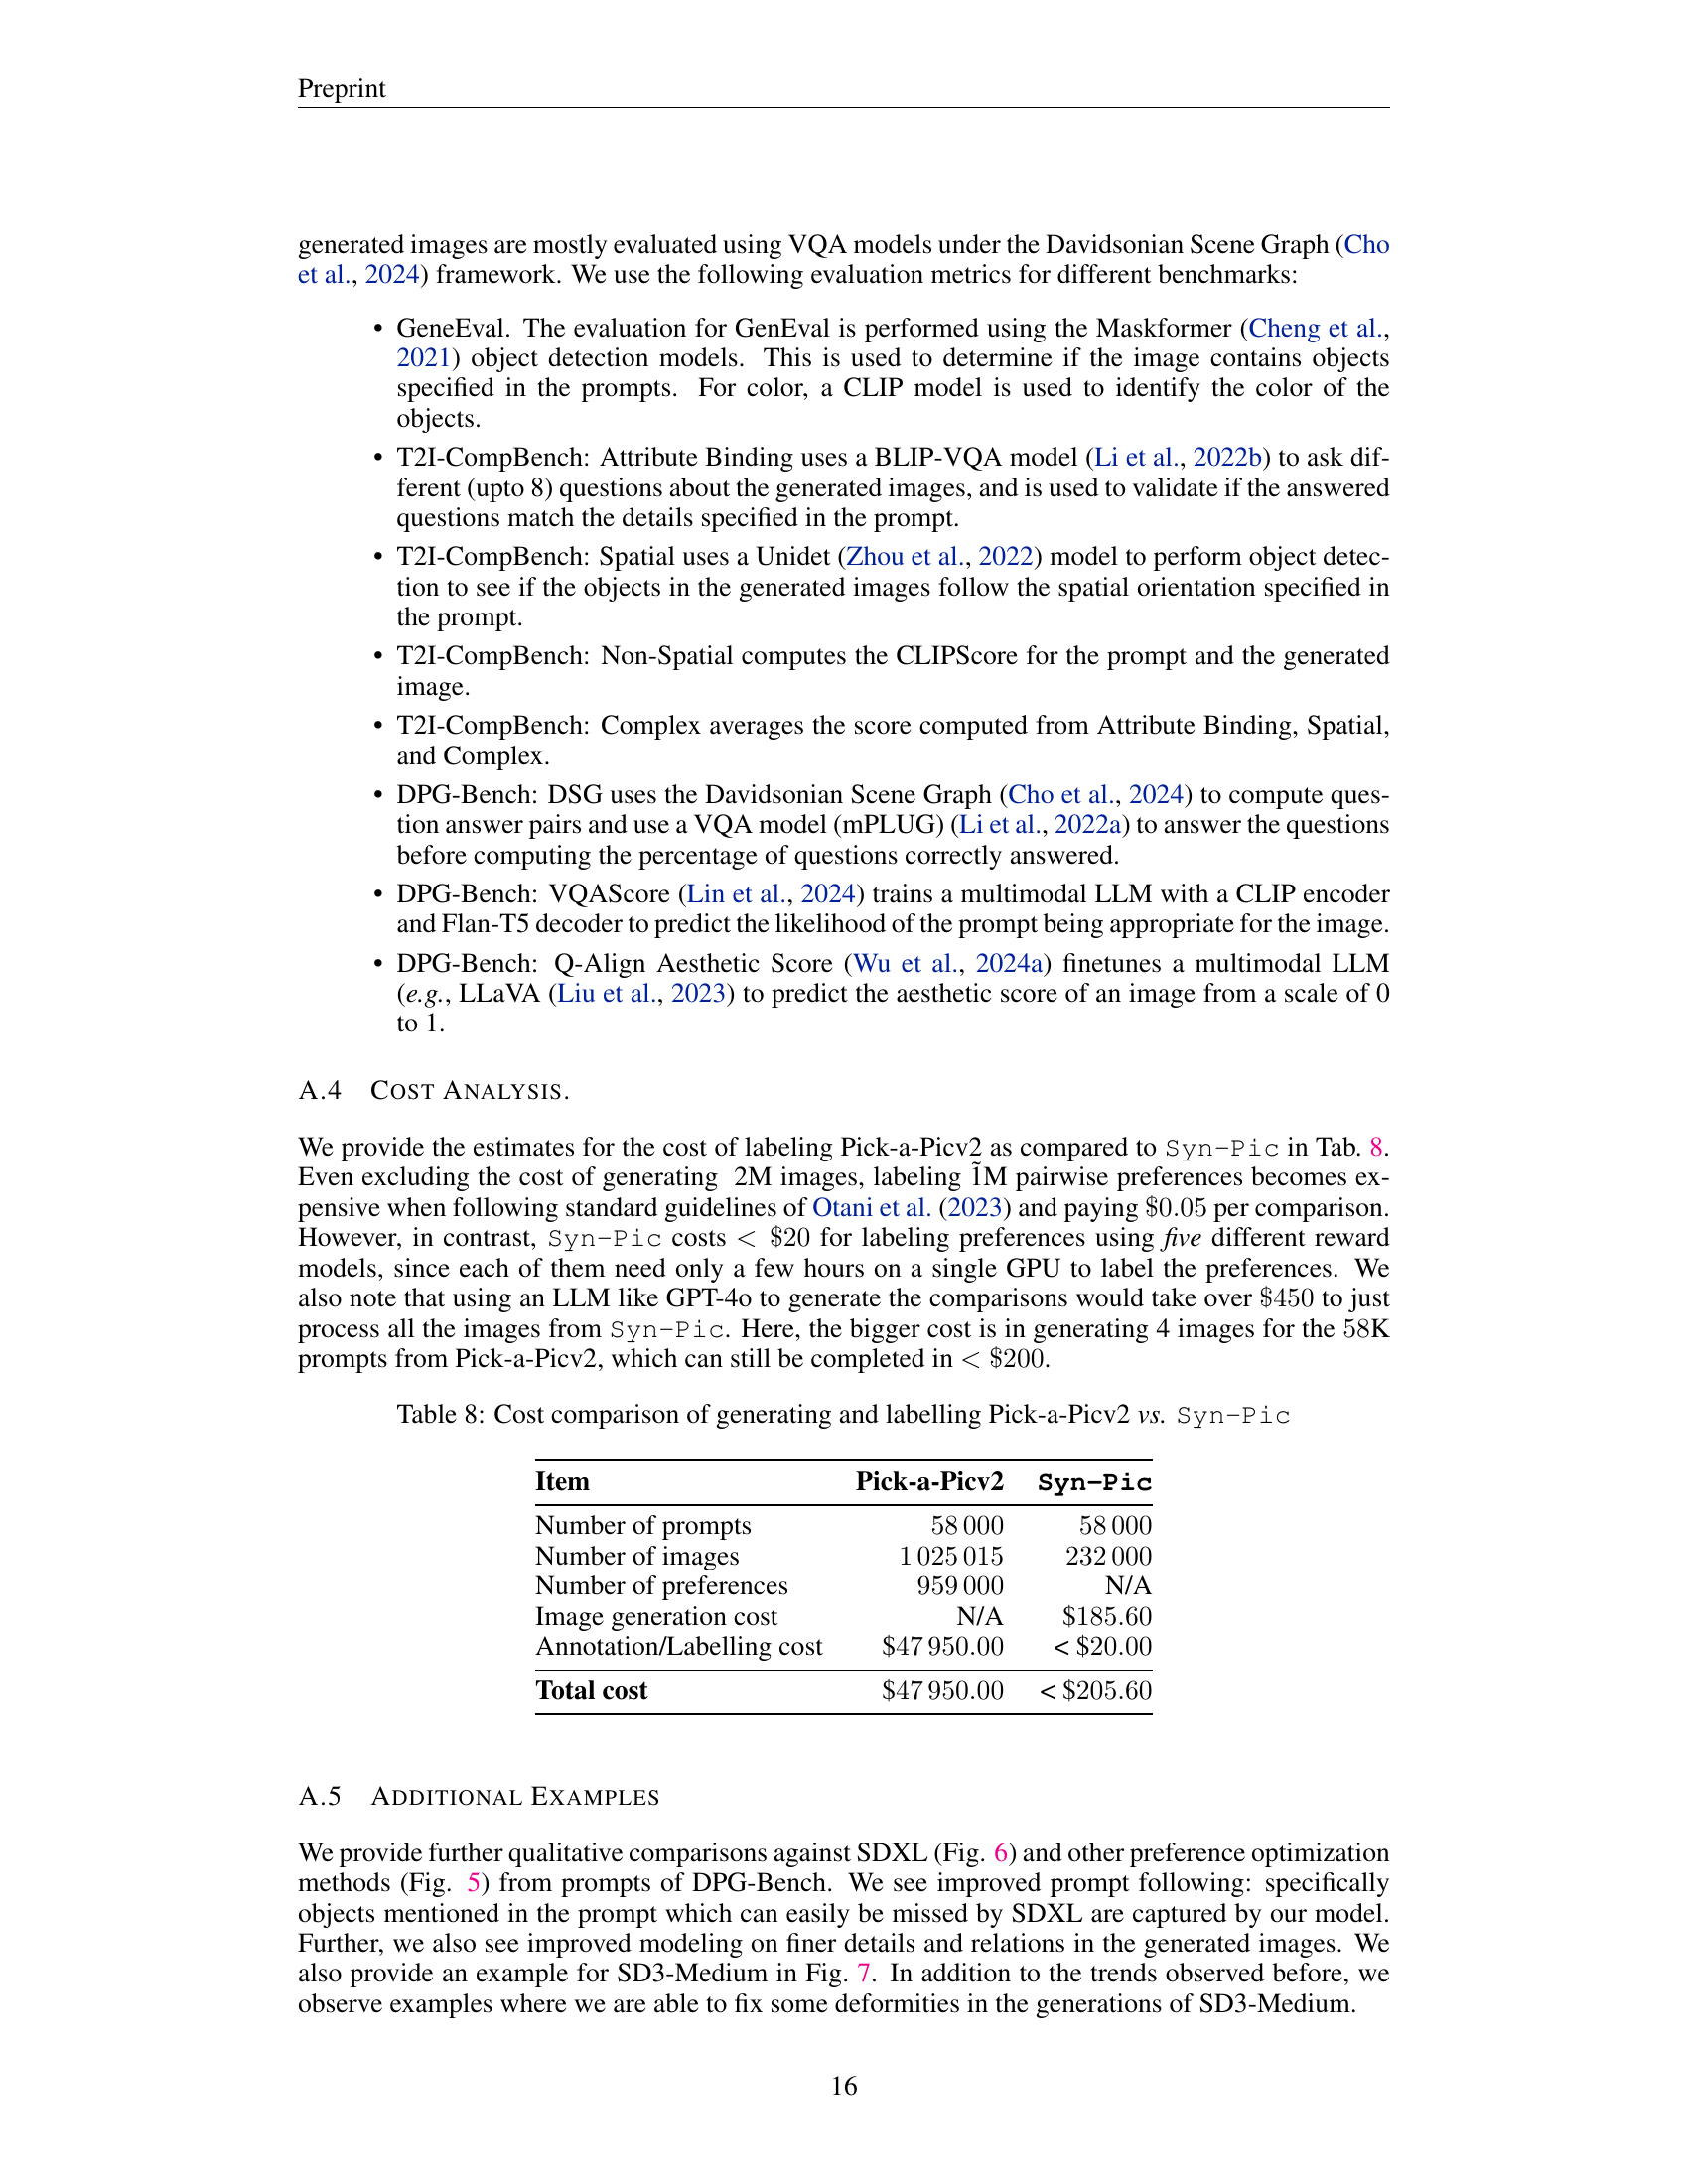 Preprint
generated images are mostly evaluated using VQA models under the Davidsonian Scene Graph (Cho
et al., 2024) framework. We use the following evaluation metrics for different benchmarks:
• GeneEval. The evaluation for GenEval is performed using the Maskformer (Cheng et al.,
2021) object detection models. This is used to determine if the image contains objects
specified in the prompts. For color, a CLIP model is used to identify the color of the
objects.
• T2I-CompBench: Attribute Binding uses a BLIP-VQA model (Li et al., 2022b) to ask dif-
ferent (upto 8) questions about the generated images, and is used to validate if the answered
questions match the details specified in the prompt.
• T2I-CompBench: Spatial uses a Unidet (Zhou et al., 2022) model to perform object detec-
tion to see if the objects in the generated images follow the spatial orientation specified in
the prompt.
• T2I-CompBench: Non-Spatial computes the CLIPScore for the prompt and the generated
image.
• T2I-CompBench: Complex averages the score computed from Attribute Binding, Spatial,
and Complex.
• DPG-Bench: DSG uses the Davidsonian Scene Graph (Cho et al., 2024) to compute ques-
tion answer pairs and use a VQA model (mPLUG) (Li et al., 2022a) to answer the questions
before computing the percentage of questions correctly answered.
• DPG-Bench: VQAScore (Lin et al., 2024) trains a multimodal LLM with a CLIP encoder
and Flan-T5 decoder to predict the likelihood of the prompt being appropriate for the image.
• DPG-Bench: Q-Align Aesthetic Score (Wu et al., 2024a) finetunes a multimodal LLM
(e.g., LLaVA (Liu et al., 2023) to predict the aesthetic score of an image from a scale of 0
to 1.
A.4 COST ANALYSIS.
We provide the estimates for the cost of labeling Pick-a-Picv2 as compared to Syn-Pic in Tab. 8.
Even excluding the cost of generating 2M images, labeling 1̃M pairwise preferences becomes ex-
pensive when following standard guidelines of Otani et al. (2023) and paying $0.05 per comparison.
However, in contrast, Syn-Pic costs < $20 for labeling preferences using five different reward
models, since each of them need only a few hours on a single GPU to label the preferences. We
also note that using an LLM like GPT-4o to generate the comparisons would take over $450 to just
process all the images from Syn-Pic. Here, the bigger cost is in generating 4 images for the 58K
prompts from Pick-a-Picv2, which can still be completed in < $200.
Table 8: Cost comparison of generating and labelling Pick-a-Picv2 vs. Syn-Pic
Item Pick-a-Picv2 Syn-Pic
Number of prompts 58 000 58 000
Number of images 1 025 015 232 000
Number of preferences 959 000 N/A
Image generation cost N/A $185.60
Annotation/Labelling cost $47 950.00 < $20.00
Total cost $47 950.00 < $205.60
A.5 ADDITIONAL EXAMPLES
We provide further qualitative comparisons against SDXL (Fig. 6) and other preference optimization
methods (Fig. 5) from prompts of DPG-Bench. We see improved prompt following: specifically
objects mentioned in the prompt which can easily be missed by SDXL are captured by our model.
Further, we also see improved modeling on finer details and relations in the generated images. We
also provide an example for SD3-Medium in Fig. 7. In addition to the trends observed before, we
observe examples where we are able to fix some deformities in the generations of SD3-Medium.
16